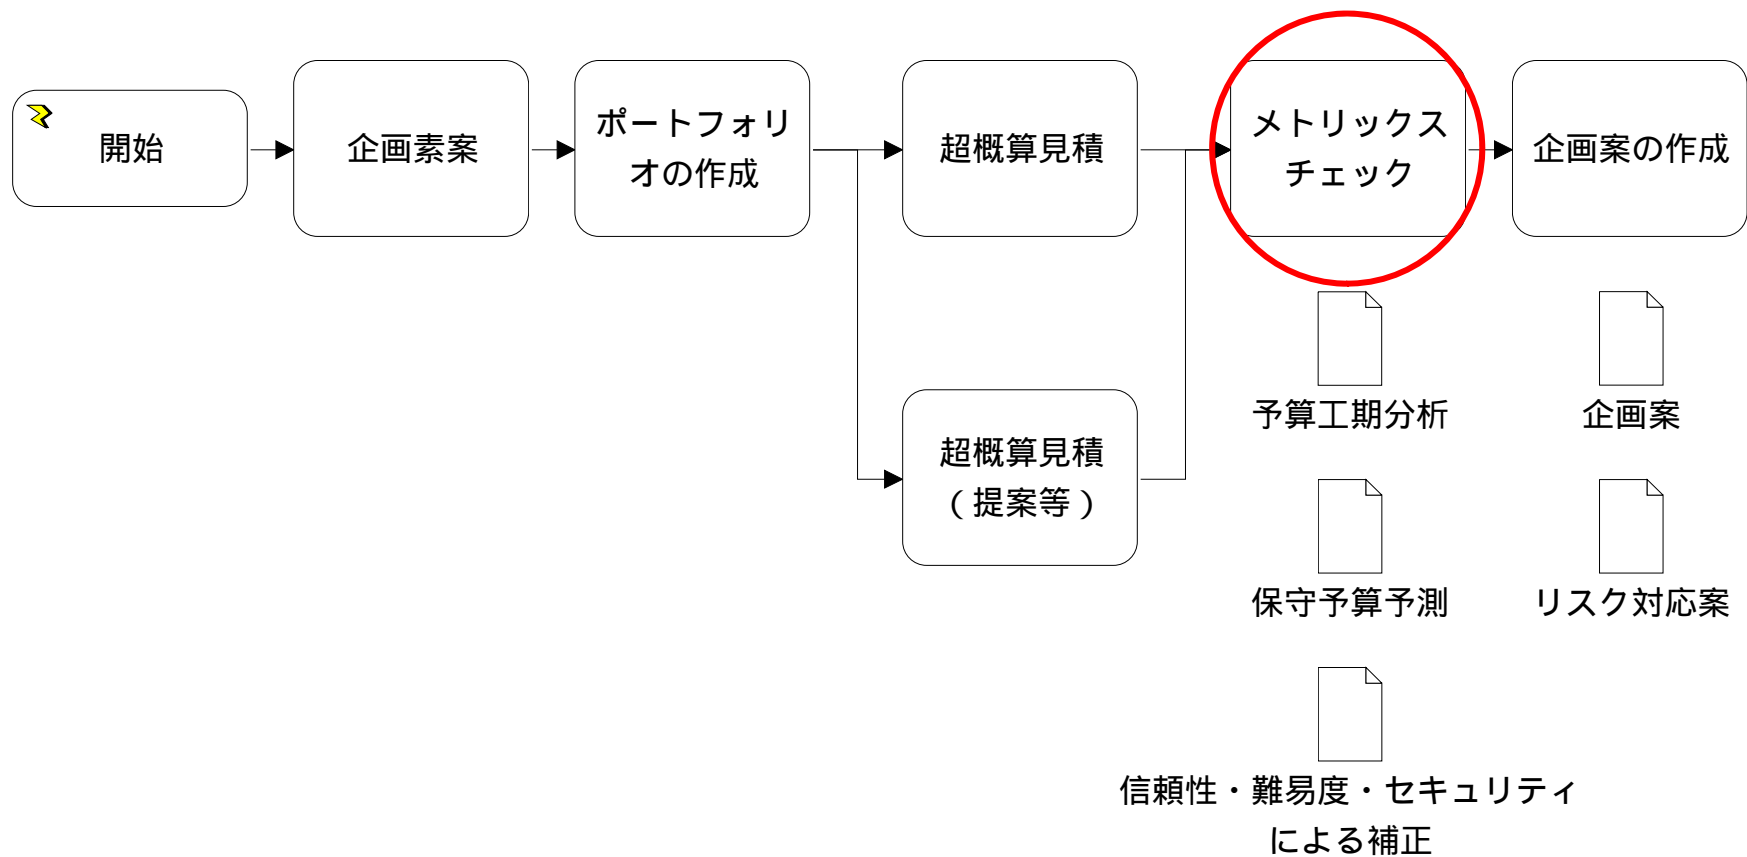 開始
企画素案
ポートフォリ
オの作成
超概算見積
メトリックス
チェック
企画案の作成
超概算見積
（提案等）
予算工期分析
企画案
保守予算予測
リスク対応案
信頼性・難易度・セキュリティ
による補正